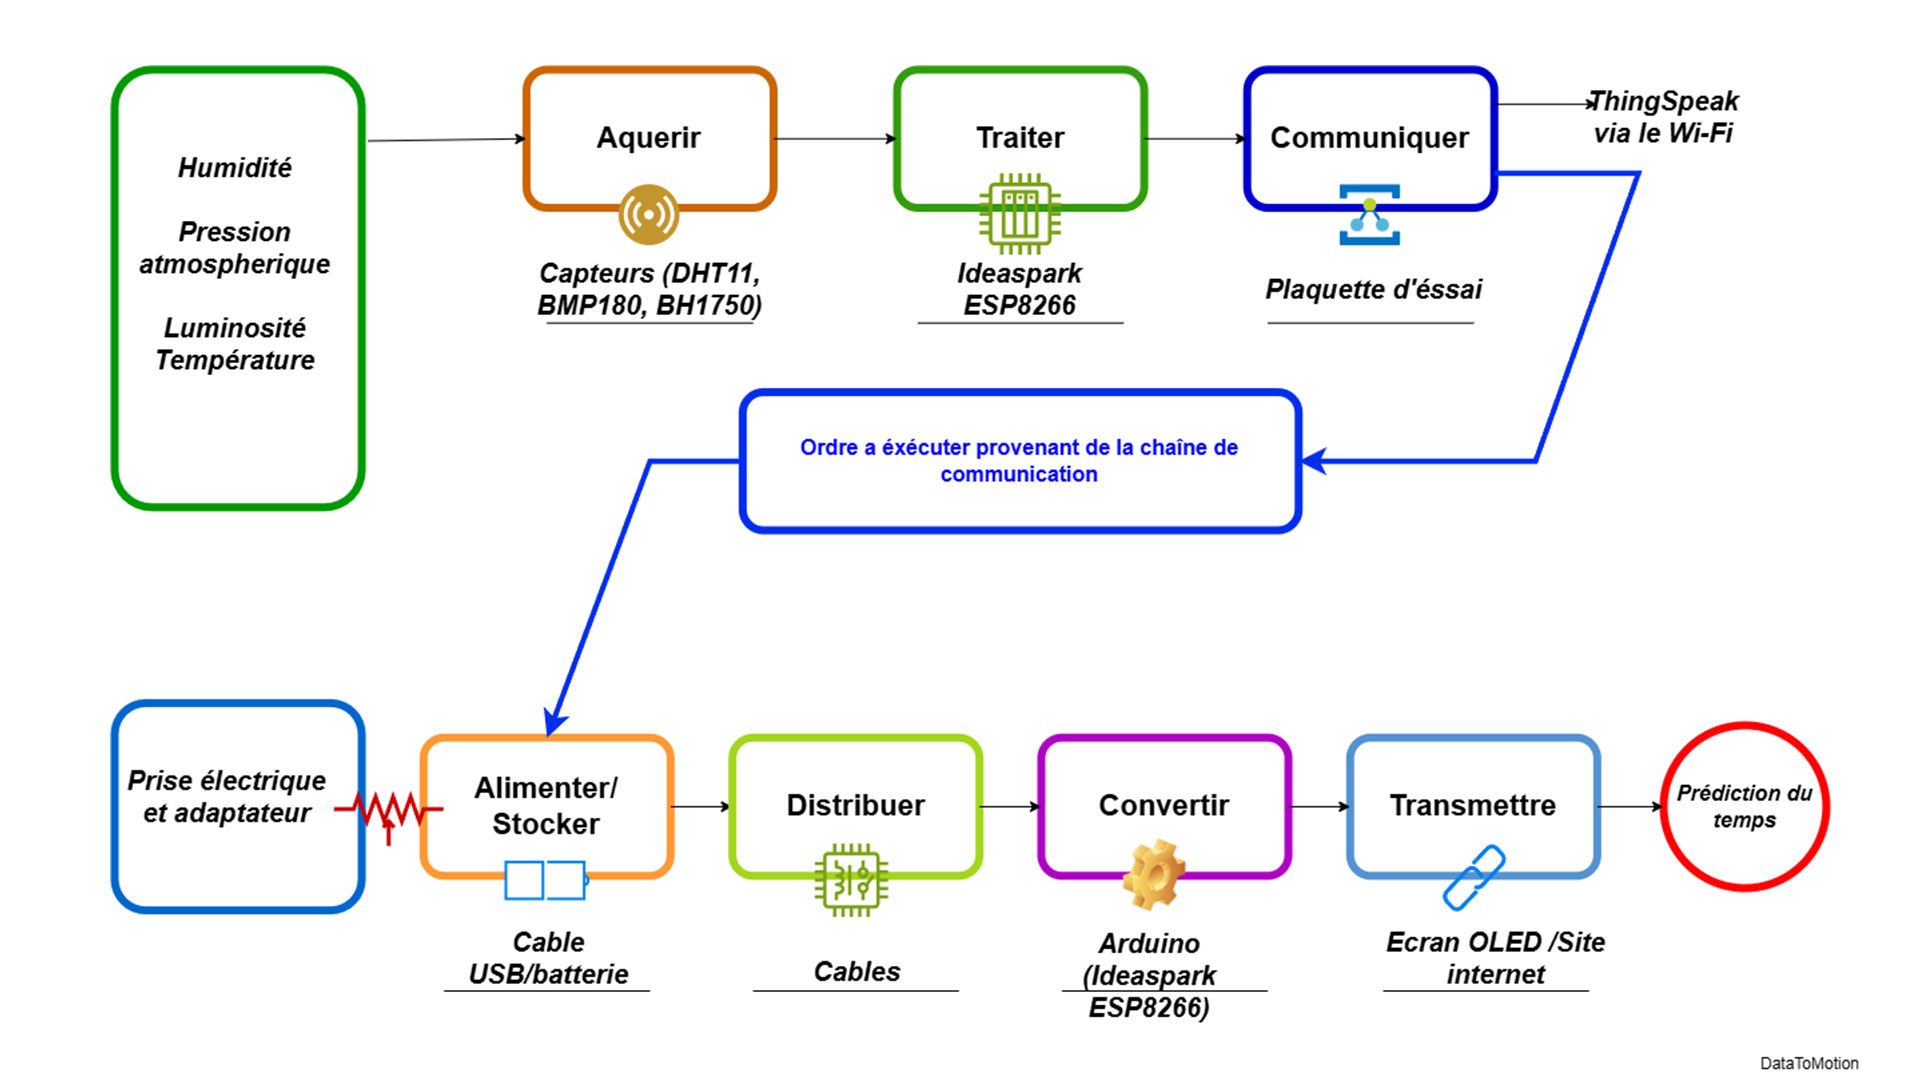 Humidité
Pression
atmospherique
Luminosité
Température
Aquerir
Capteurs (DHT11,
BMP180, BH1750)
Traiter
Ideaspark
ESP8266
Communiquer
Plaquette d'éssai
ThingSpeak
via le Wi-Fi
Ordre a éxécuter provenant de la chaîne de
communication
Prise électrique
et adaptateur
Alimenter/
Stocker
Cable
USB/batterie
Distribuer
Cables
Convertir
Arduino
(Ideaspark
ESP8266)
Transmettre
Ecran OLED /Site
internet
Prédiction du
temps
DataToMotion